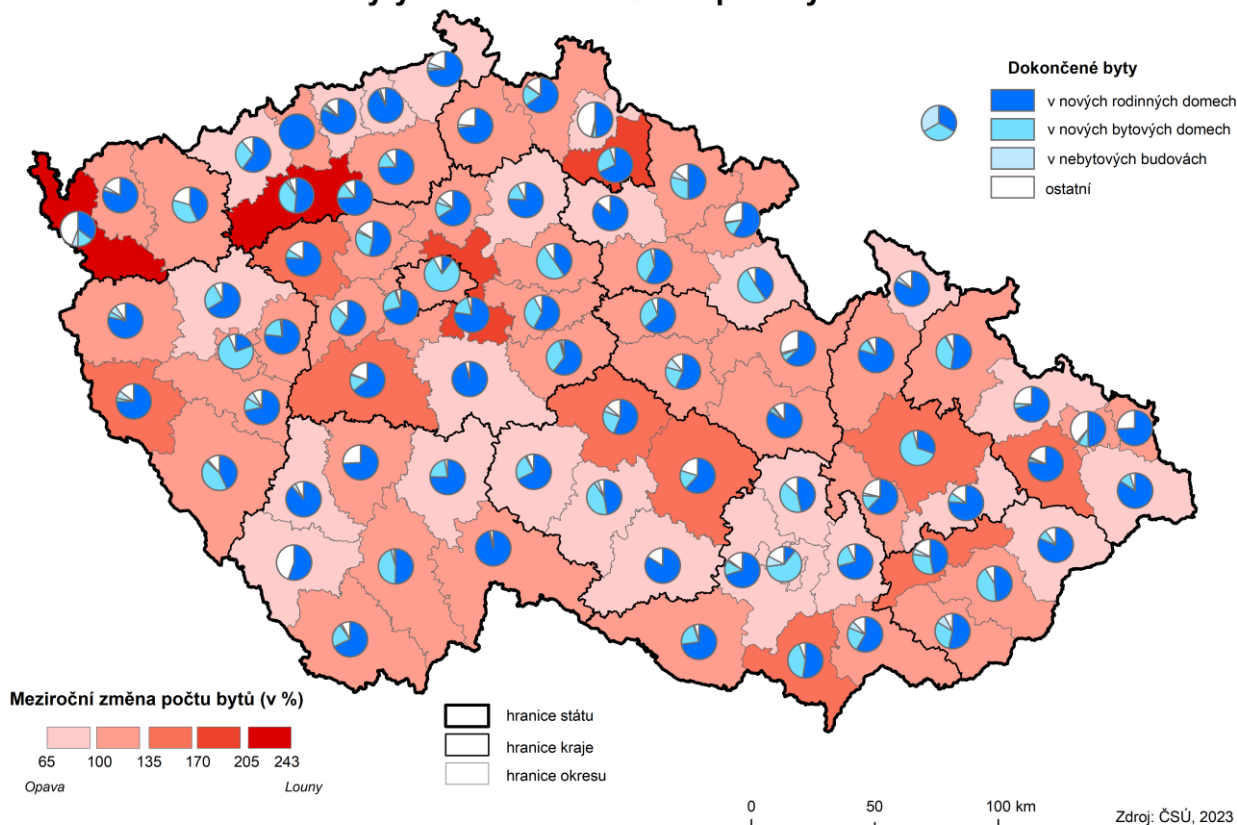 Dokončené byty
v nových rodinných domech
v nových bytových domech
v nebytových budovách
ostatní
Meziroční změna počtu bytů (v %)
65 100 135 170 205 243
Opava Louny
hranice státu
hranice kraje
hranice okresu
0 50 100 km
Zdroj: ČSÚ, 2023